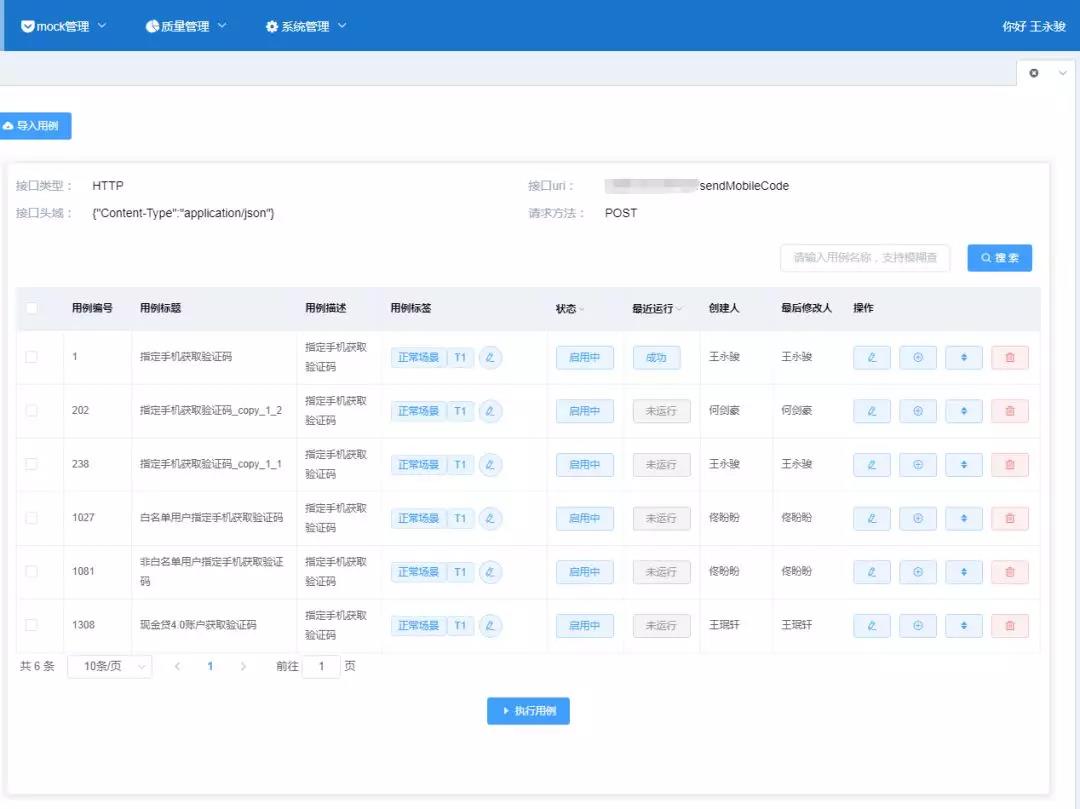 mock管理 质量管理 系统管理 你好 王永骏
导入用例
接口类型： HTTP 接口uri： sendMobileCode
接口头域： {"Content-Type":"application/json"} 请求方法： POST
请输入用例名称，支持模糊查 搜 索
用例编号 用例标题 用例描述 用例标签 状态 最近运行 创建人 最后修改人 操作
1 指定手机获取验证码 指定手机获取
验证码 正常场景 T1 启用中 成功 王永骏 王永骏
202 指定手机获取验证码_copy_1_2 指定手机获取
验证码 正常场景 T1 启用中 未运行 何剑豪 何剑豪
238 指定手机获取验证码_copy_1_1 指定手机获取
验证码 正常场景 T1 启用中 未运行 王永骏 王永骏
1027 白名单用户指定手机获取验证码 指定手机获取
验证码 正常场景 T1 启用中 未运行 佟盼盼 佟盼盼
1081 非白名单用户指定手机获取验证
码 指定手机获取
验证码 正常场景 T1 启用中 未运行 佟盼盼 佟盼盼
1308 现金贷4.0账户获取验证码 指定手机获取
验证码 正常场景 T1 启用中 未运行 王珉轩 王珉轩
共 6 条 10条/页 1 前往 1 页
执行用例